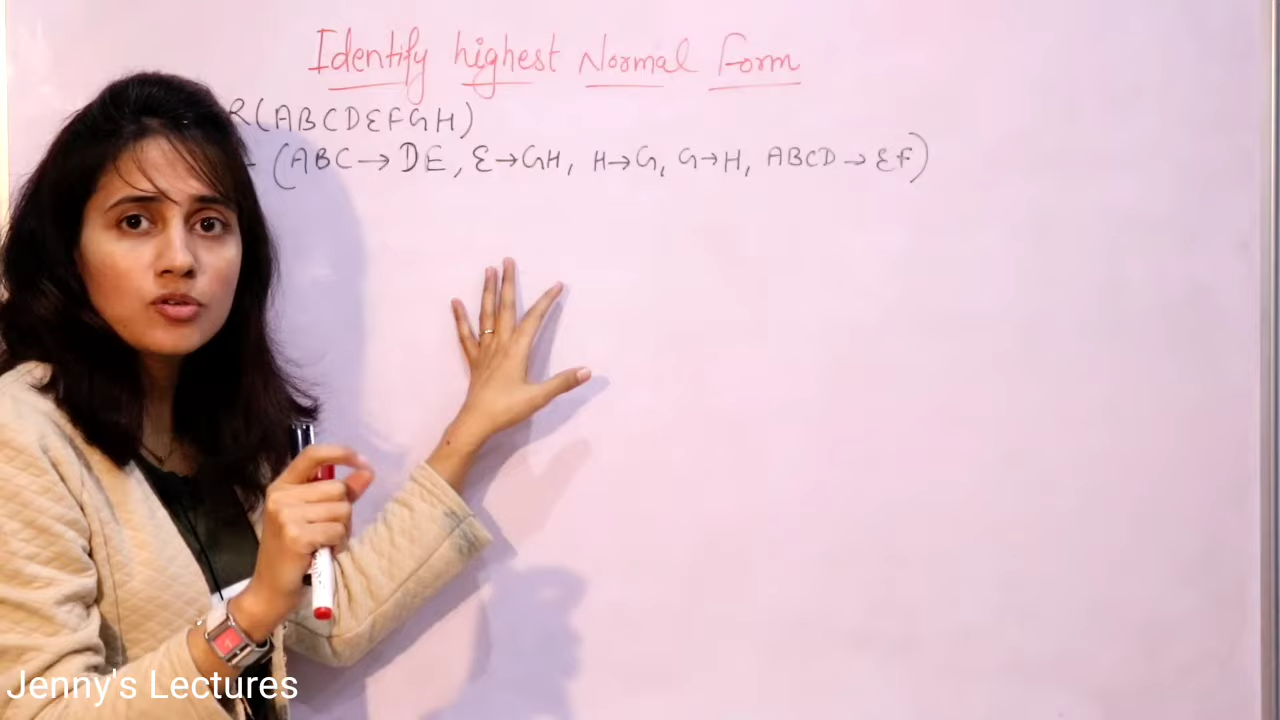 Identify highest Normal Form
R(ABCDEFGH)
(ABC→DE, E→GH, H→G, G→H, ABCD→EF)
Jenny's Lectures